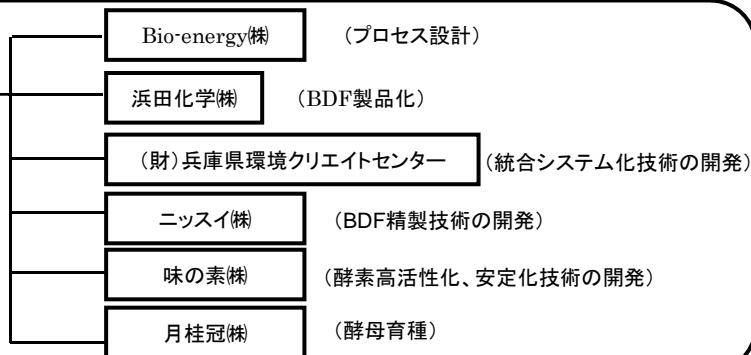 Bio-energy㈱ （プロセス設計）
浜田化学㈱ （BDF製品化）
（財）兵庫県環境クリエイトセンター （統合システム化技術の開発）
ニッスイ㈱ （BDF精製技術の開発）
味の素㈱ （酵素高活性化、安定化技術の開発）
月桂冠㈱ （酵母育種）